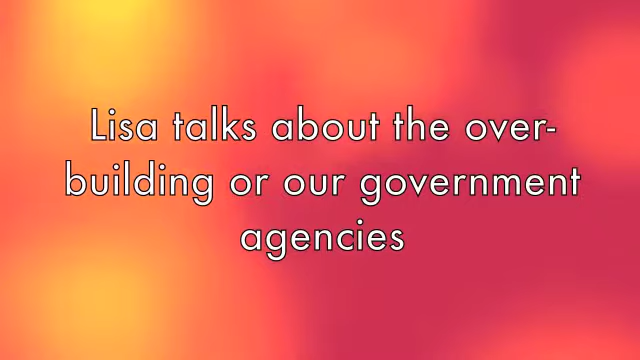 Lisa talks about the over-
building or our government
agencies